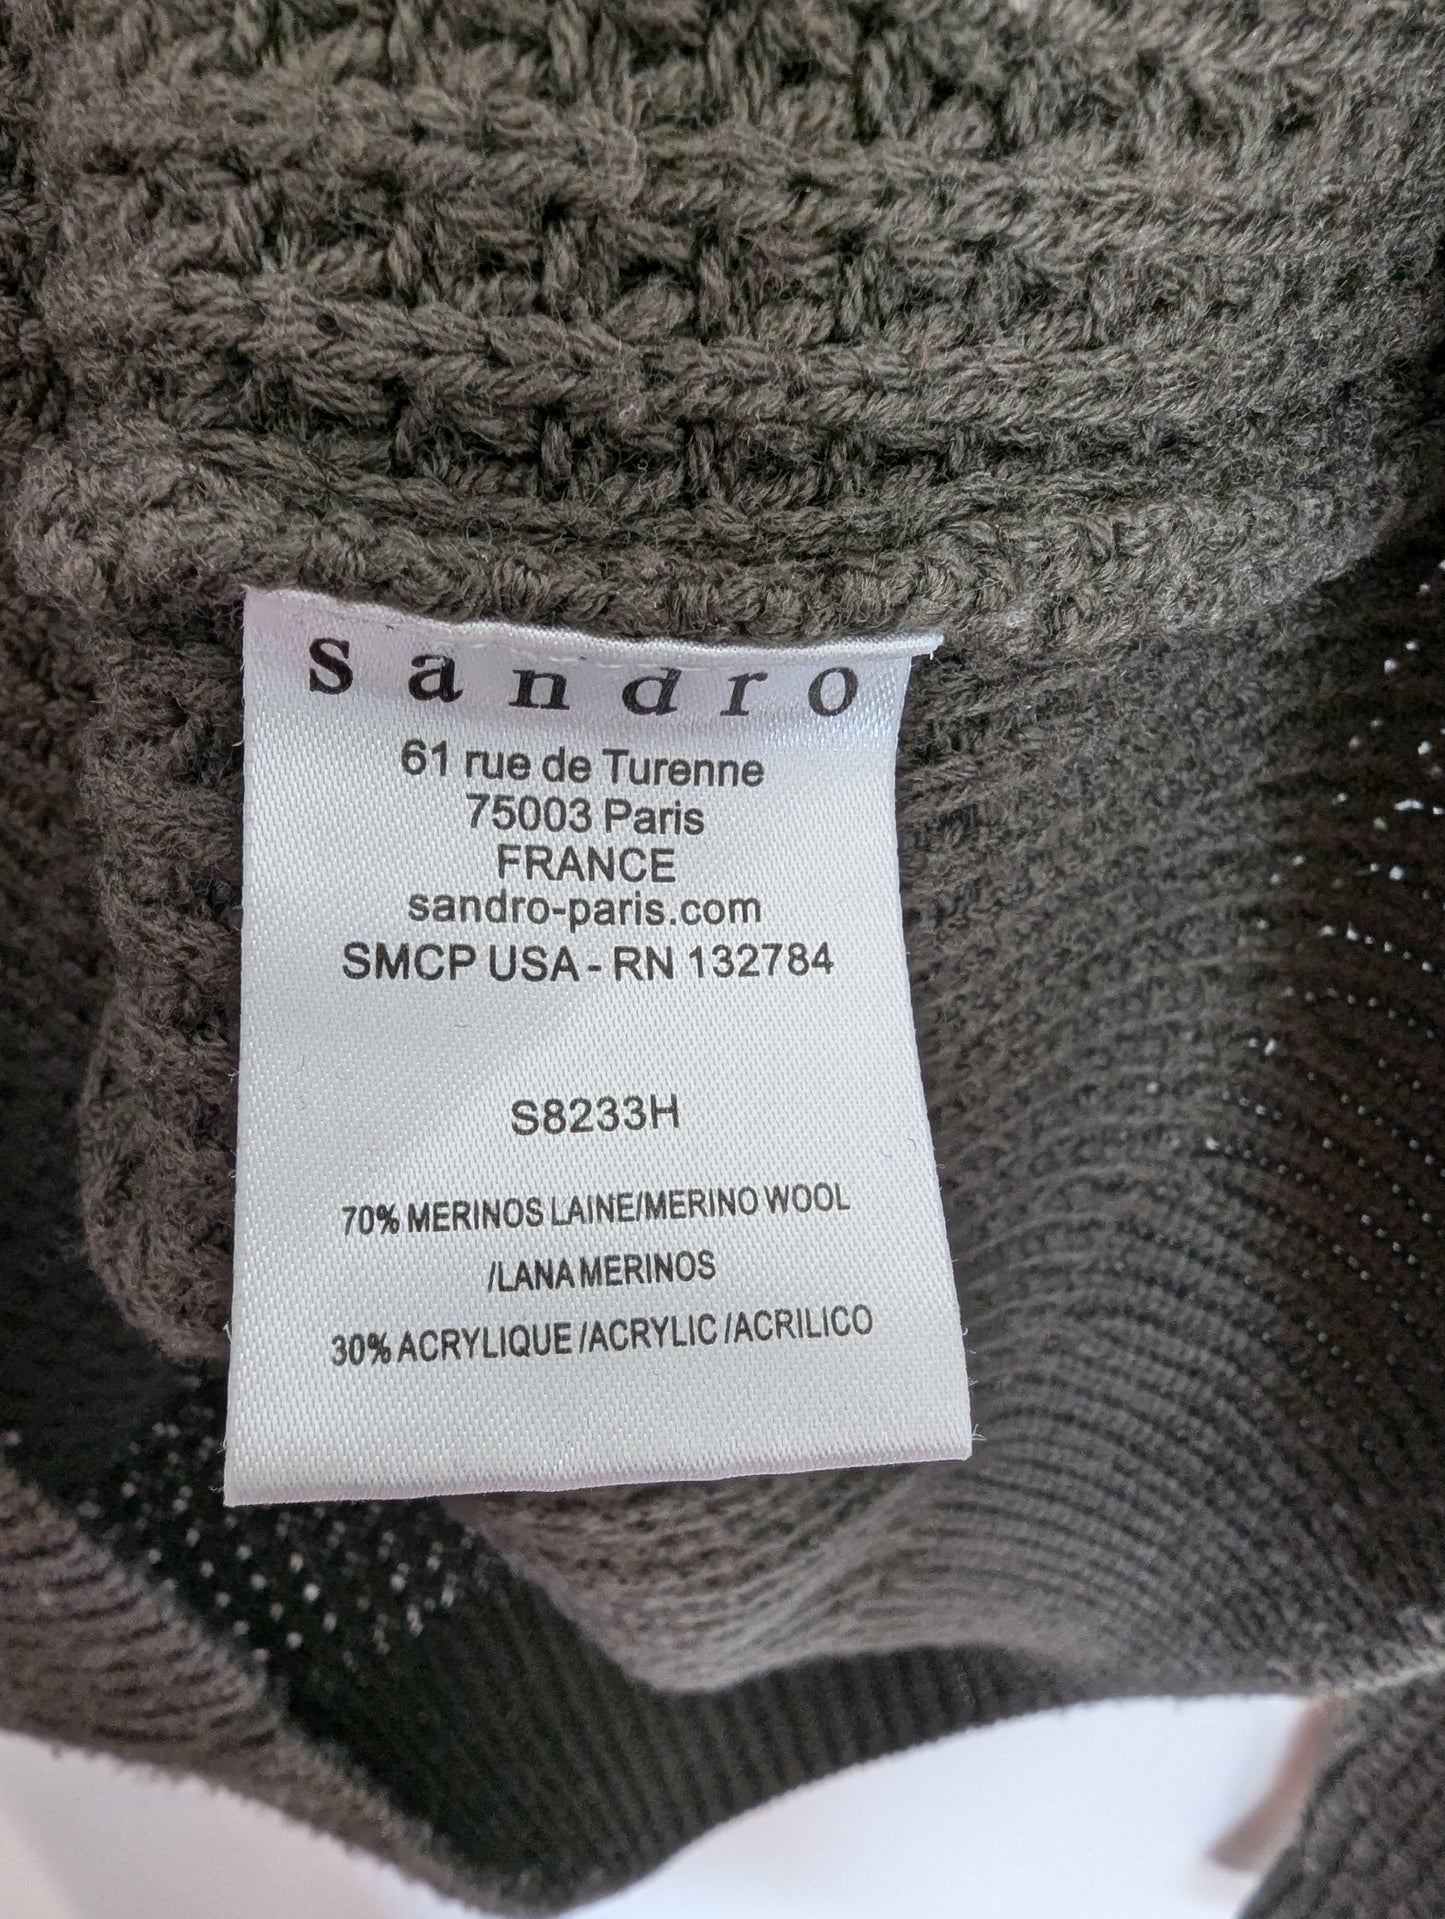 sandro
61 rue de Turenne
75003 Paris
FRANCE
sandro-paris.com
SMCP USA - RN 132784
S8233H
70% MERINOS LAINE/MERINO WOOL
/LANA MERINOS
30% ACRYLIQUE /ACRYLIC /ACRILICO